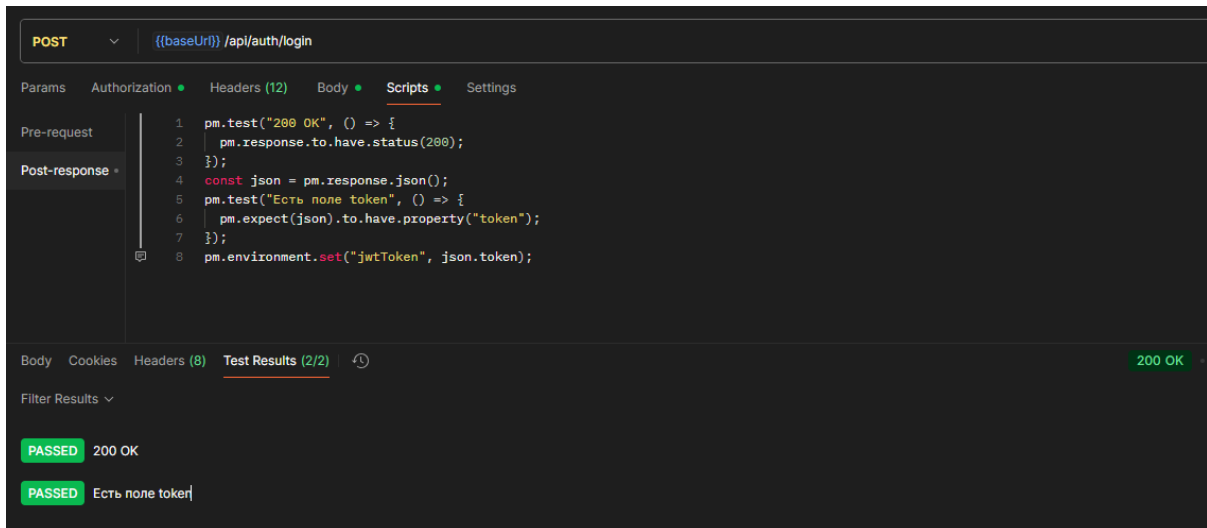 POST {{baseUrl}} /api/auth/login
Params Authorization Headers (12) Body Scripts Settings
Pre-request
Post-response
1 pm.test("200 OK", () => {
2 pm.response.to.have.status(200);
3 });
4 const json = pm.response.json();
5 pm.test("Есть поле token", () => {
6 pm.expect(json).to.have.property("token");
7 });
8 pm.environment.set("jwtToken", json.token);
Body Cookies Headers (8) Test Results (2/2) 200 OK
Filter Results
PASSED 200 OK
PASSED Есть поле token